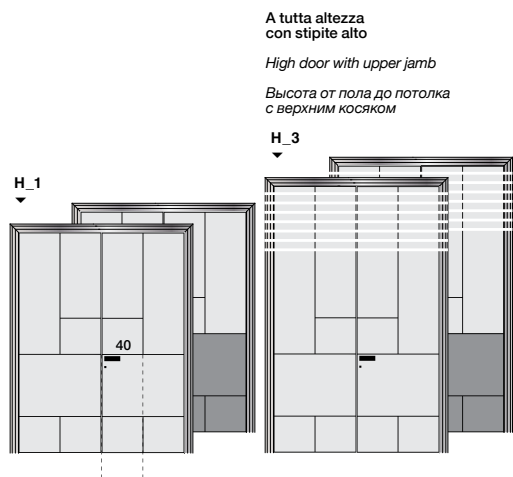 A tutta altezza
con stipite alto
High door with upper jamb
Высота от пола до потолка
с верхним косяком
H_3
H_1
40